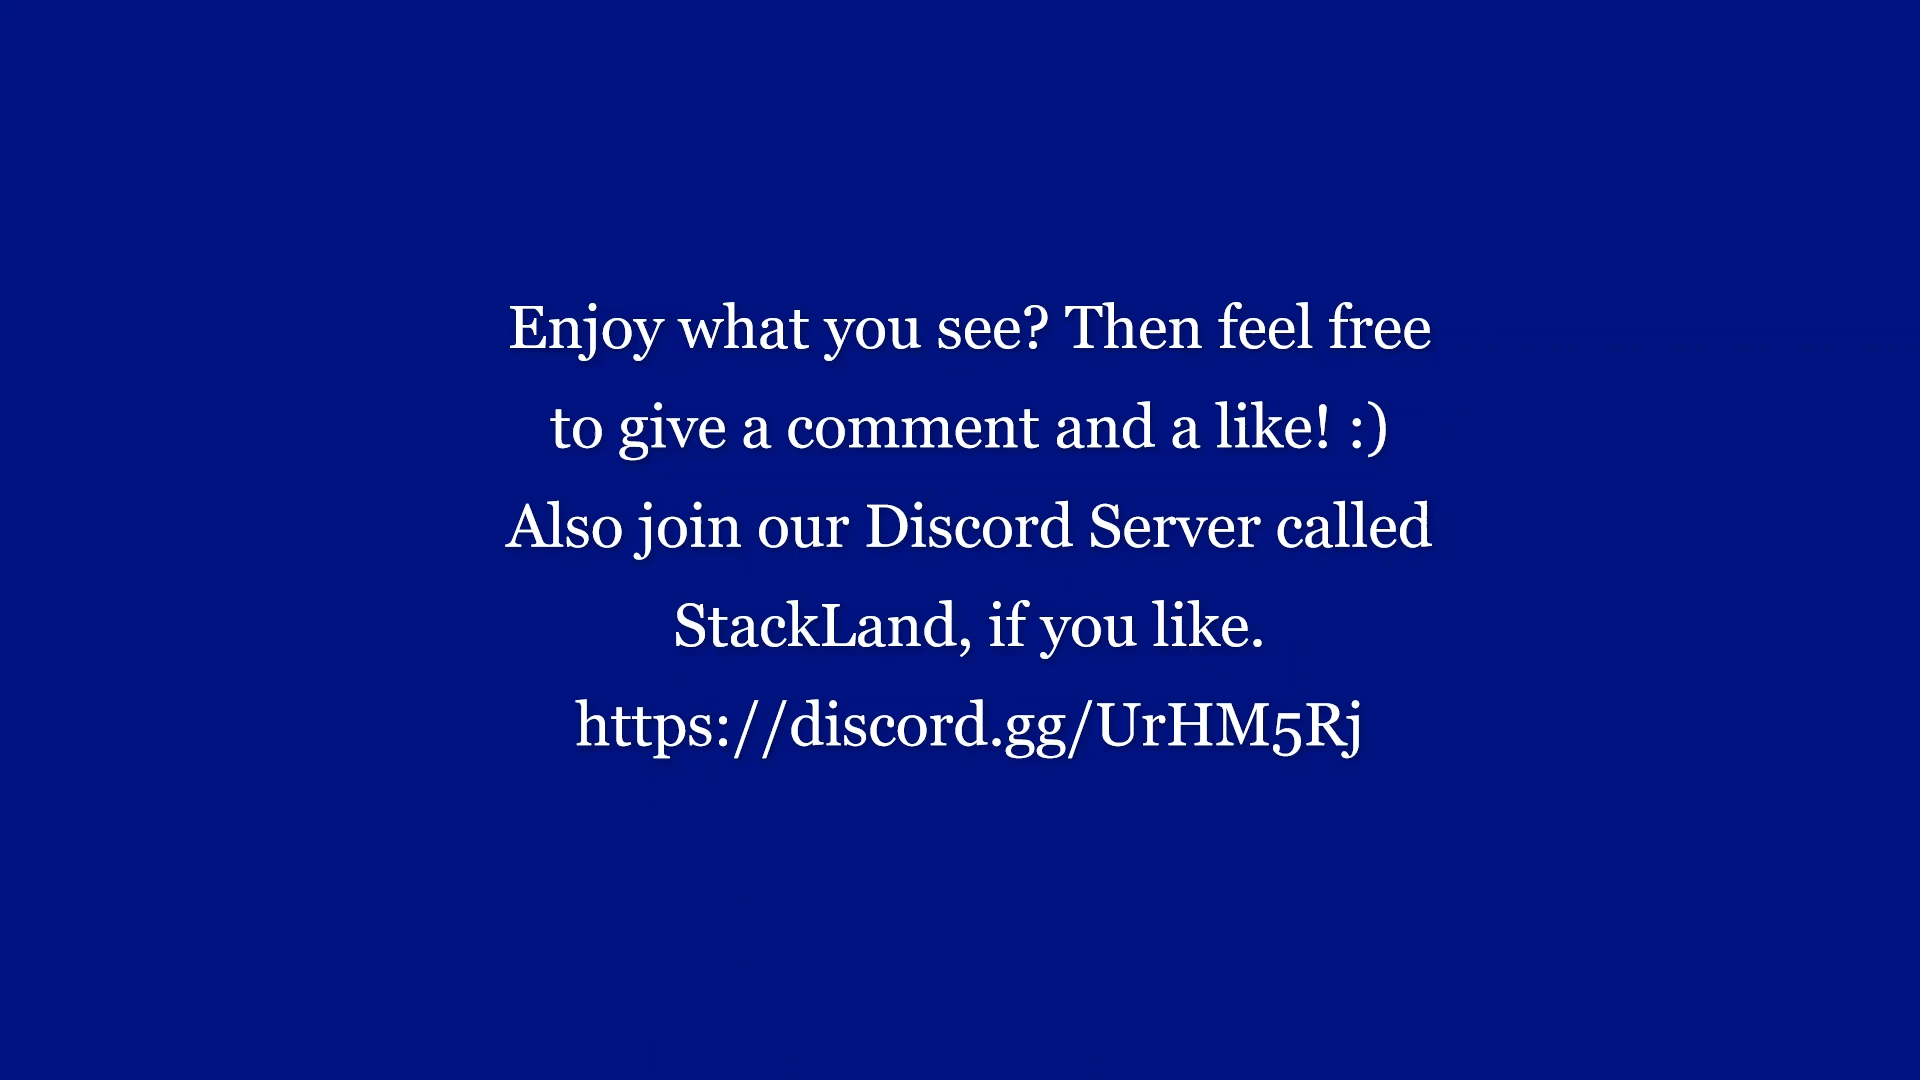 Enjoy what you see? Then feel free
to give a comment and a like! :)
Also join our Discord Server called
StackLand, if you like.
https://discord.gg/UrHM5Rj